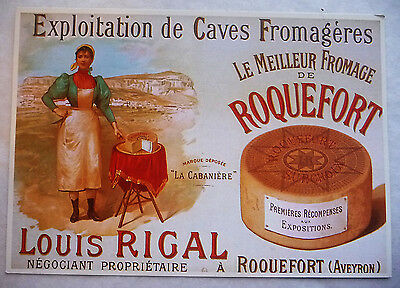 Exploitation de Caves Fromagères
LE MEILLEUR FROMAGE
DE
ROQUEFORT
MARQUE DÉPOSÉE
"LA CABANIÈRE"
PREMIÈRES RÉCOMPENSES
AUX
EXPOSITIONS.
LOUIS RIGAL
NÉGOCIANT PROPRIÉTAIRE À ROQUEFORT (AVEYRON)